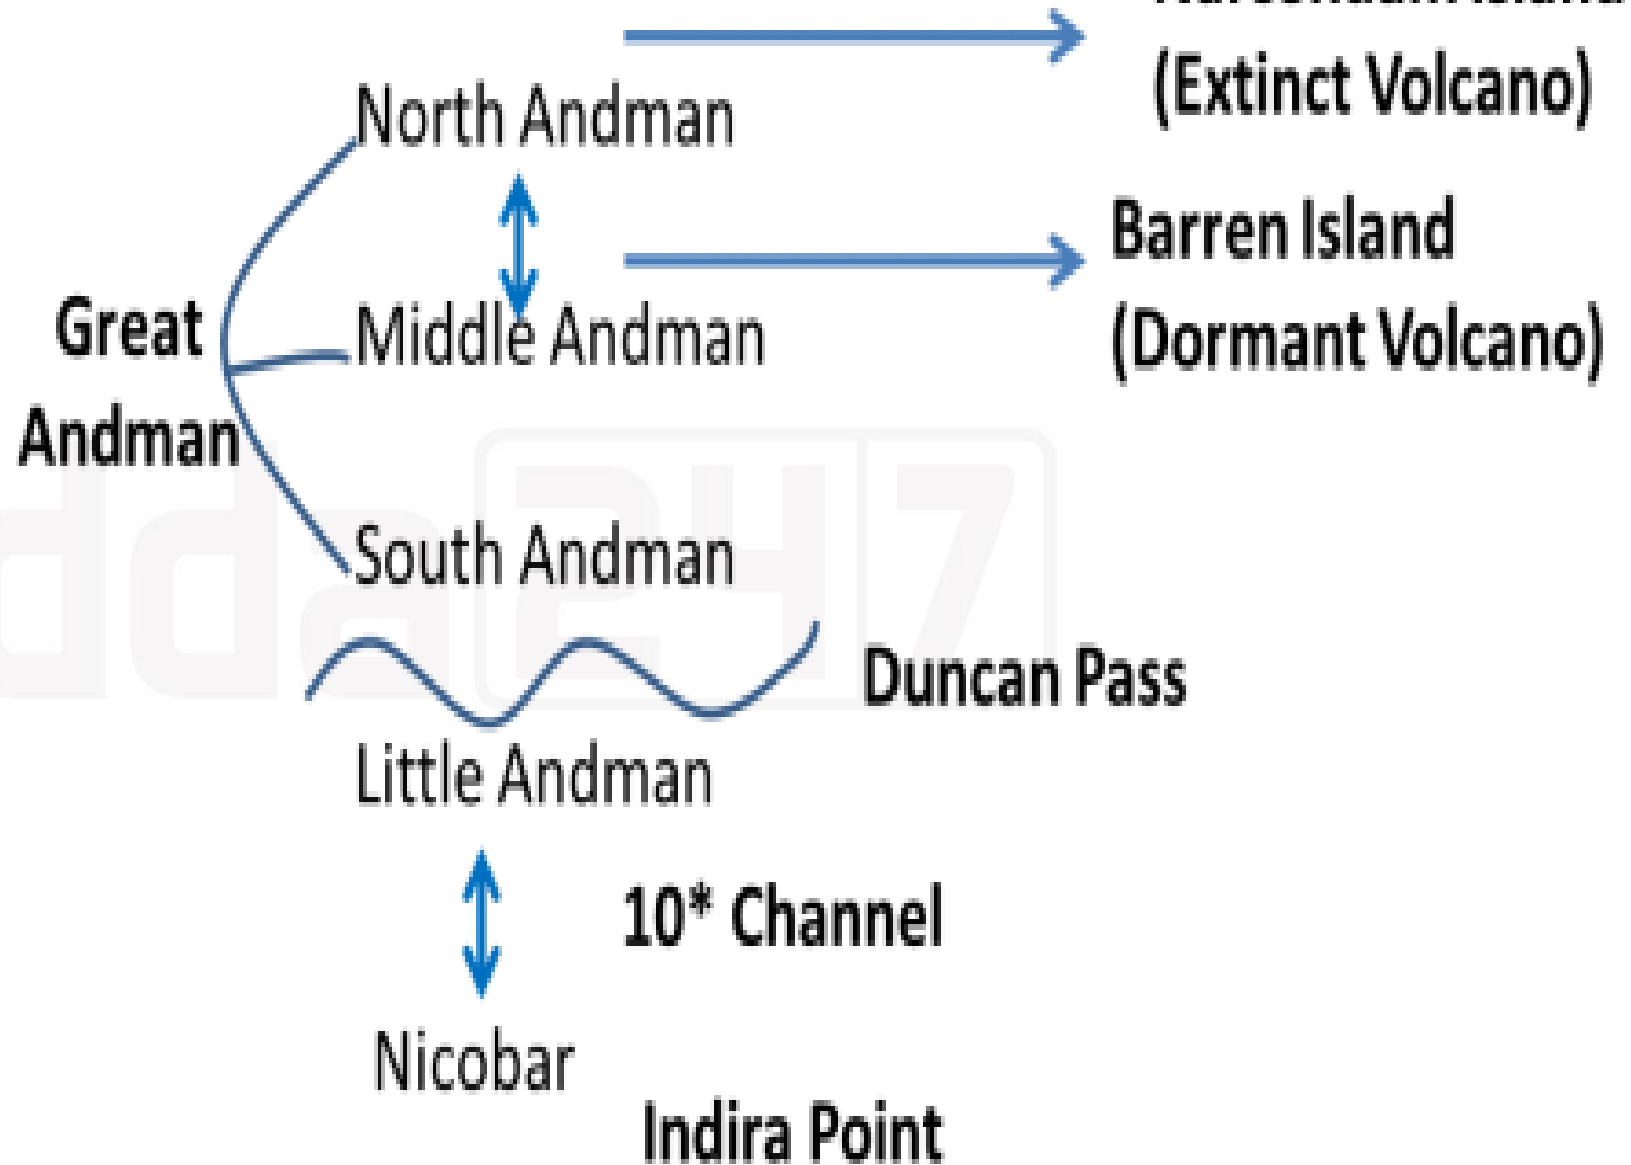 (Extinct Volcano)
North Andman
Barren Island
Great
Middle Andman
(Dormant Volcano)
Andman
South Andman
Duncan Pass
Little Andman
10* Channel
Nicobar
Indira Point
dda247